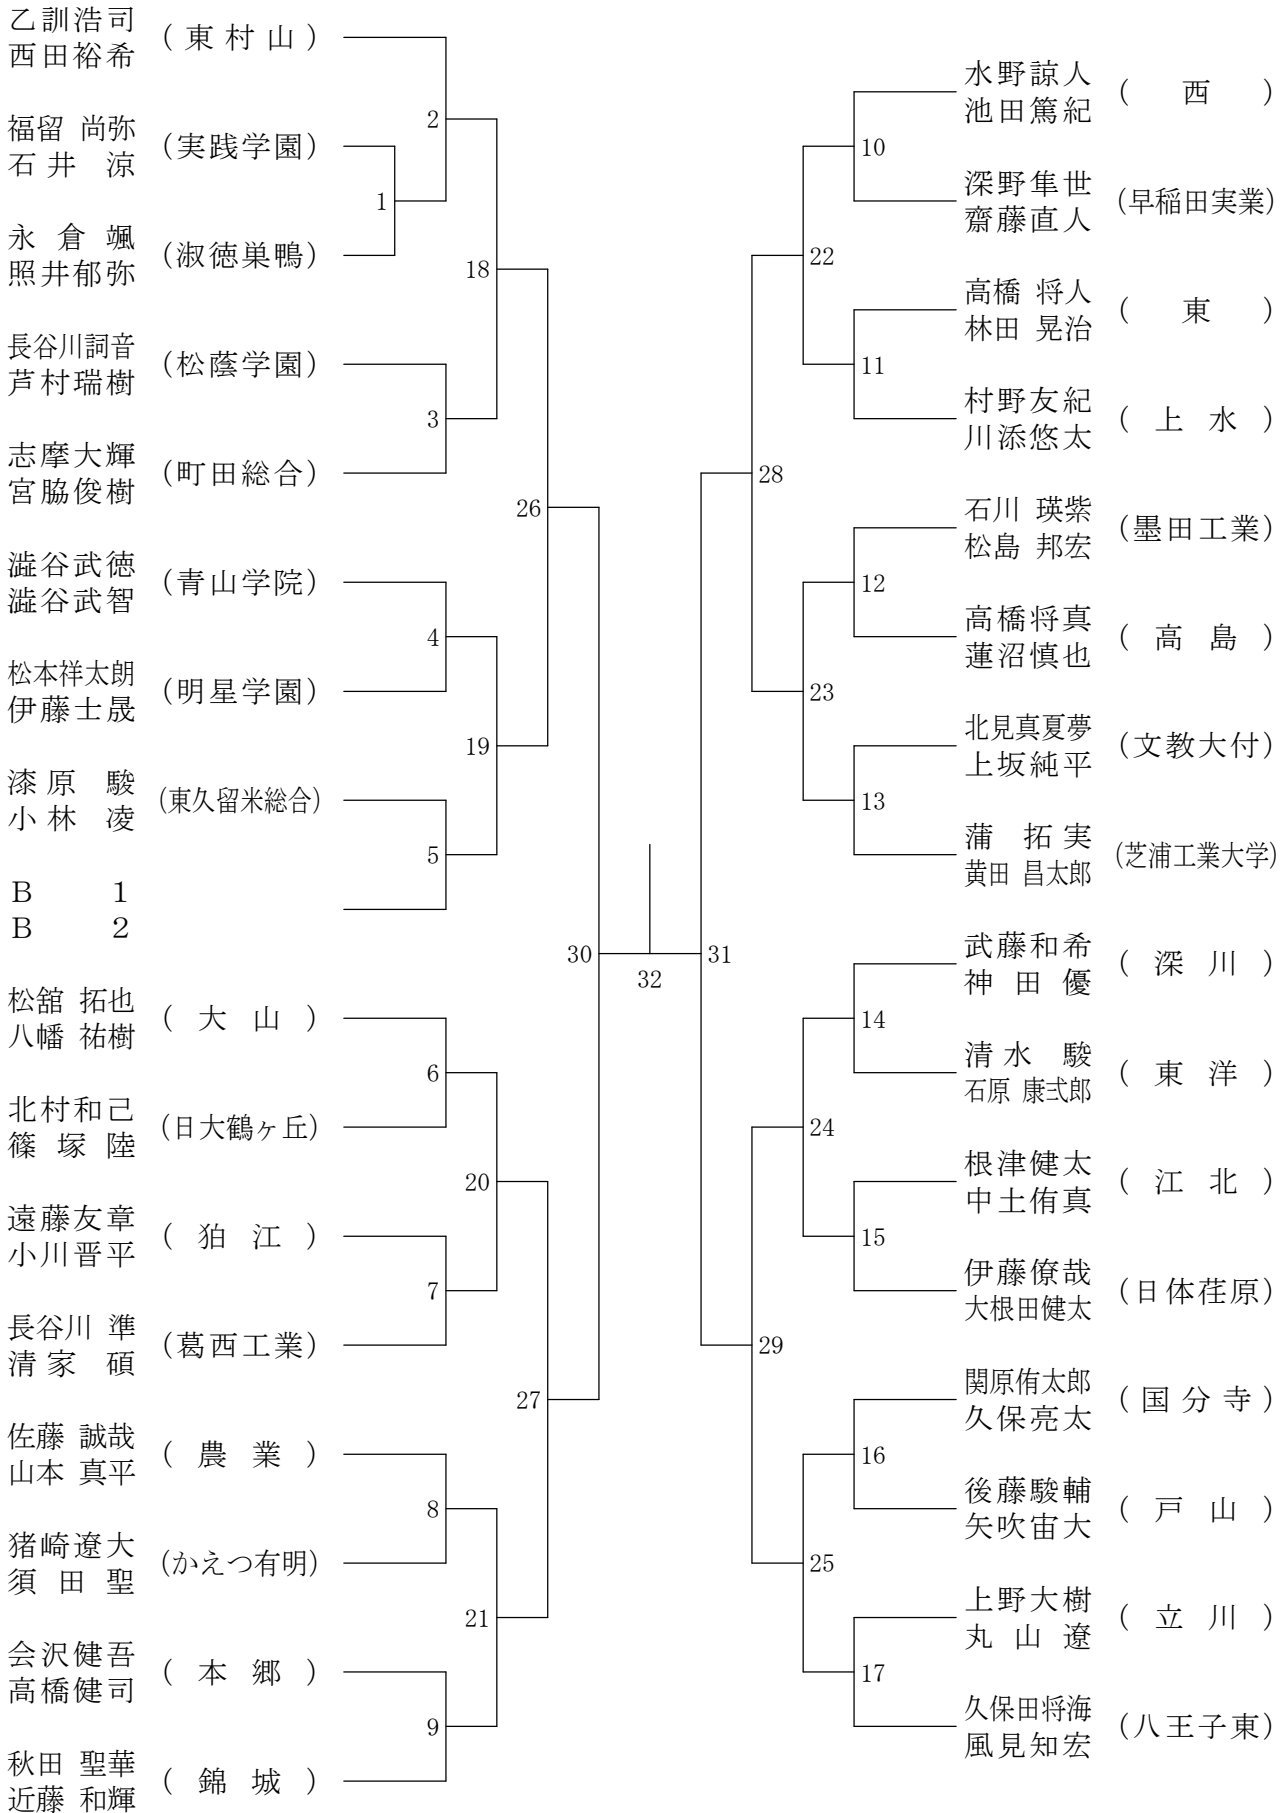 乙訓浩司
西田裕希
(東村山)
福留 尚弥
石井 涼
(実践学園)
永倉 颯
照井郁弥
(淑徳巣鴨)
長谷川詞音
芦村瑞樹
(松蔭学園)
志摩大輝
宮脇俊樹
(町田総合)
澁谷武徳
澁谷武智
(青山学院)
松本祥太朗
伊藤士晟
(明星学園)
漆原 駿
小林 凌
(東久留米総合)
B 1
B 2
松舘 拓也
八幡 祐樹
(大山)
北村和己
篠塚陸
(日大鶴ヶ丘)
遠藤友章
小川晋平
(狛江)
長谷川 準
清家 碩
(葛西工業)
佐藤 誠哉
山本 真平
(農業)
猪崎遼大
須田聖
(かえつ有明)
会沢健吾
高橋健司
(本郷)
秋田 聖華
近藤 和輝
(錦城)
1
2
3
4
5
6
7
8
9
18
19
20
21
26
27
30
32
31
28
29
22
23
24
25
10
11
12
13
14
15
16
17
水野諒人
池田篤紀
(西)
深野隼世
齋藤直人
(早稲田実業)
高橋 将人
林田 晃治
(東)
村野友紀
川添悠太
(上水)
石川 瑛紫
松島 邦宏
(墨田工業)
高橋将真
蓮沼慎也
(高島)
北見真夏夢
上坂純平
(文教大付)
蒲 拓実
黄田 昌太郎
(芝浦工業大学)
武藤和希
神田優
(深川)
清水 駿
石原 康弍郎
(東洋)
根津健太
中土侑真
(江北)
伊藤僚哉
大根田健太
(日体荏原)
関原侑太郎
久保亮太
(国分寺)
後藤駿輔
矢吹宙大
(戸山)
上野大樹
丸山遼
(立川)
久保田将海
風見知宏
(八王子東)